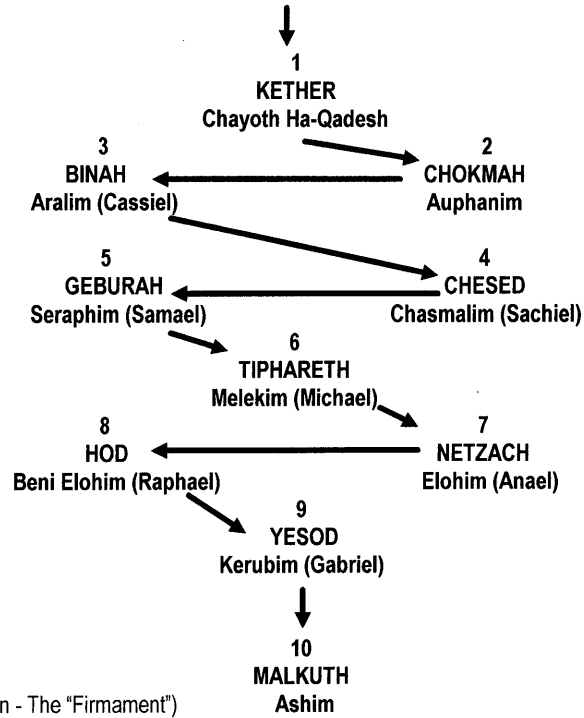 1
KETHER
Chayoth Ha-Qadesh
3
BINAH
Aralim (Cassiel)
2
CHOKMAH
Auphanim
5
GEBURAH
Seraphim (Samael)
4
CHESED
Chasmalim (Sachiel)
6
TIPHARETH
Melekim (Michael)
8
HOD
Beni Elohim (Raphael)
7
NETZACH
Elohim (Anael)
9
YESOD
Kerubim (Gabriel)
10
MALKUTH
Ashim
n - The “Firmament”)